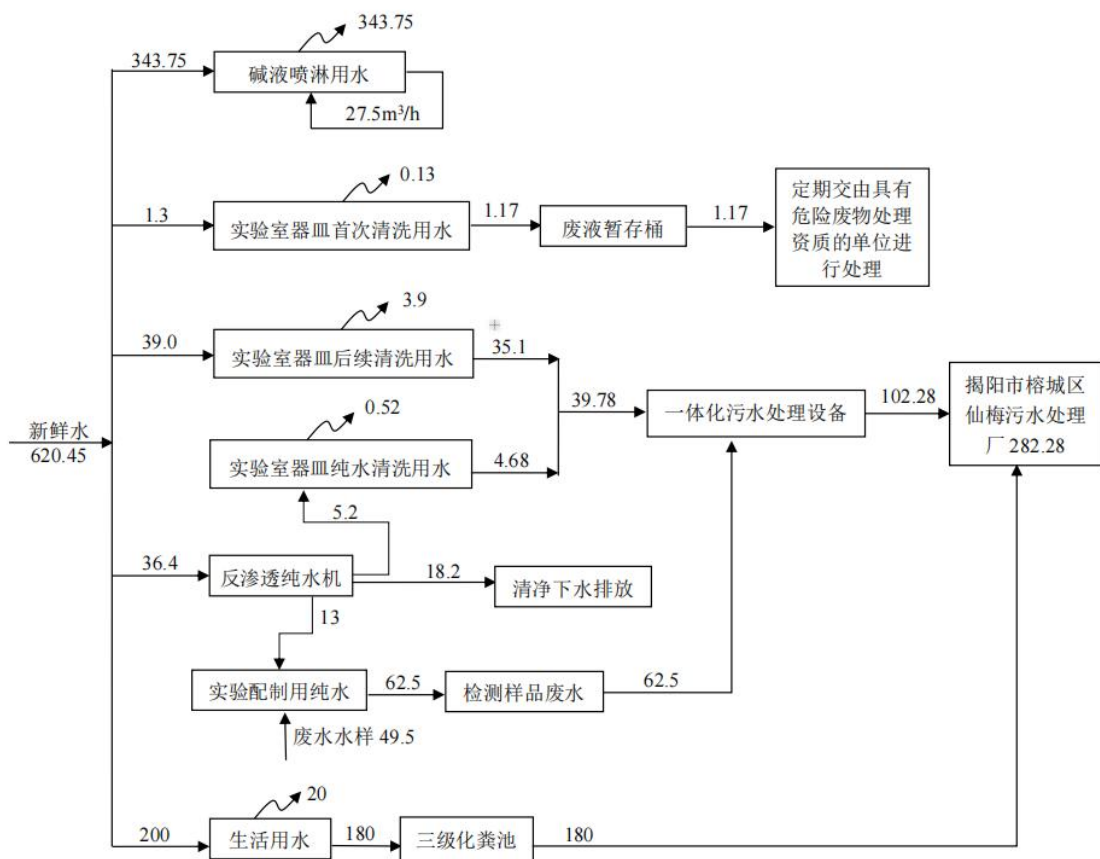 343.75
343.75
碱液喷淋用水
27.5m³/h
0.13
1.3
实验室器皿首次清洗用水
1.17
废液暂存桶
1.17
定期交由具有
危险废物处理
资质的单位进
行处理
3.9
39.0
实验室器皿后续清洗用水
35.1
39.78
一体化污水处理设备
102.28
揭阳市榕城区
仙梅污水处理
厂 282.28
0.52
新鲜水
620.45
实验室器皿纯水清洗用水
4.68
5.2
36.4
反渗透纯水机
18.2
清净下水排放
13
实验配制用纯水
62.5
检测样品废水
62.5
废水水样 49.5
20
200
生活用水
180
三级化粪池
180